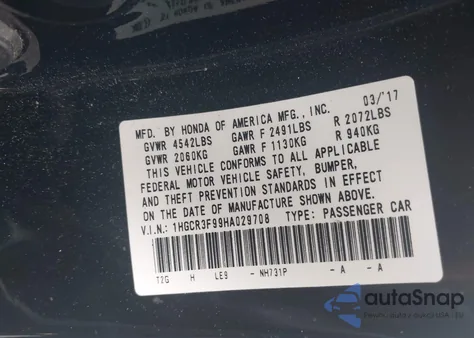 MFD. BY HONDA OF AMERICA MFG., INC. 03/'17
GVWR 4542LBS GAWR F 2491LBS R 2072LBS
GVWR 2060KG GAWR F 1130KG R 940KG
THIS VEHICLE CONFORMS TO ALL APPLICABLE
FEDERAL MOTOR VEHICLE SAFETY, BUMPER,
AND THEFT PREVENTION STANDARDS IN EFFECT
ON THE DATE OF MANUFACTURE SHOWN ABOVE.
V.I.N.: 1HGCR3F99HA029708 TYPE: PASSENGER CAR
T2G H LE9 - NH731P - A - A
autaSnap